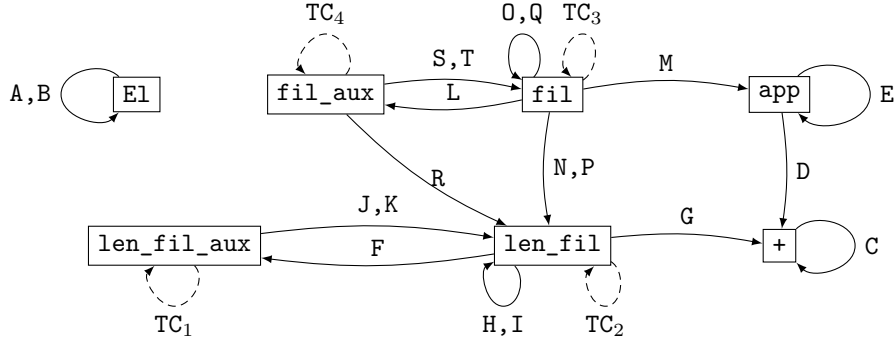 TC₄
O,Q
TC₃
S,T
M
A,B
El
fil_aux
L
fil
app
E
R
N,P
D
J,K
G
len_fil_aux
F
len_fil
+
C
TC₁
H,I
TC₂